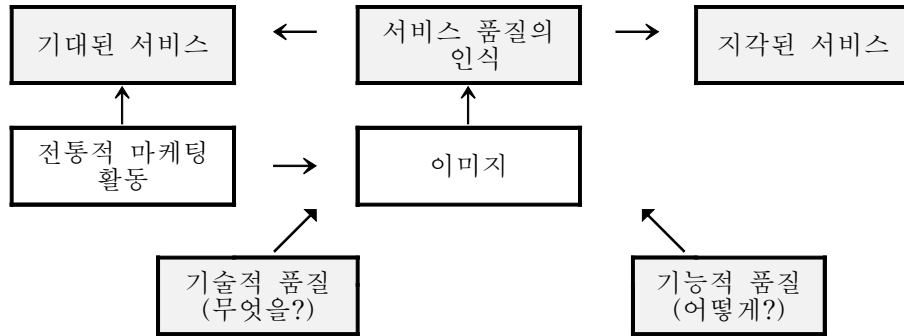 기대된 서비스
서비스 품질의
인식
지각된 서비스
전통적 마케팅
활동
이미지
기술적 품질
(무엇을?)
기능적 품질
(어떻게?)